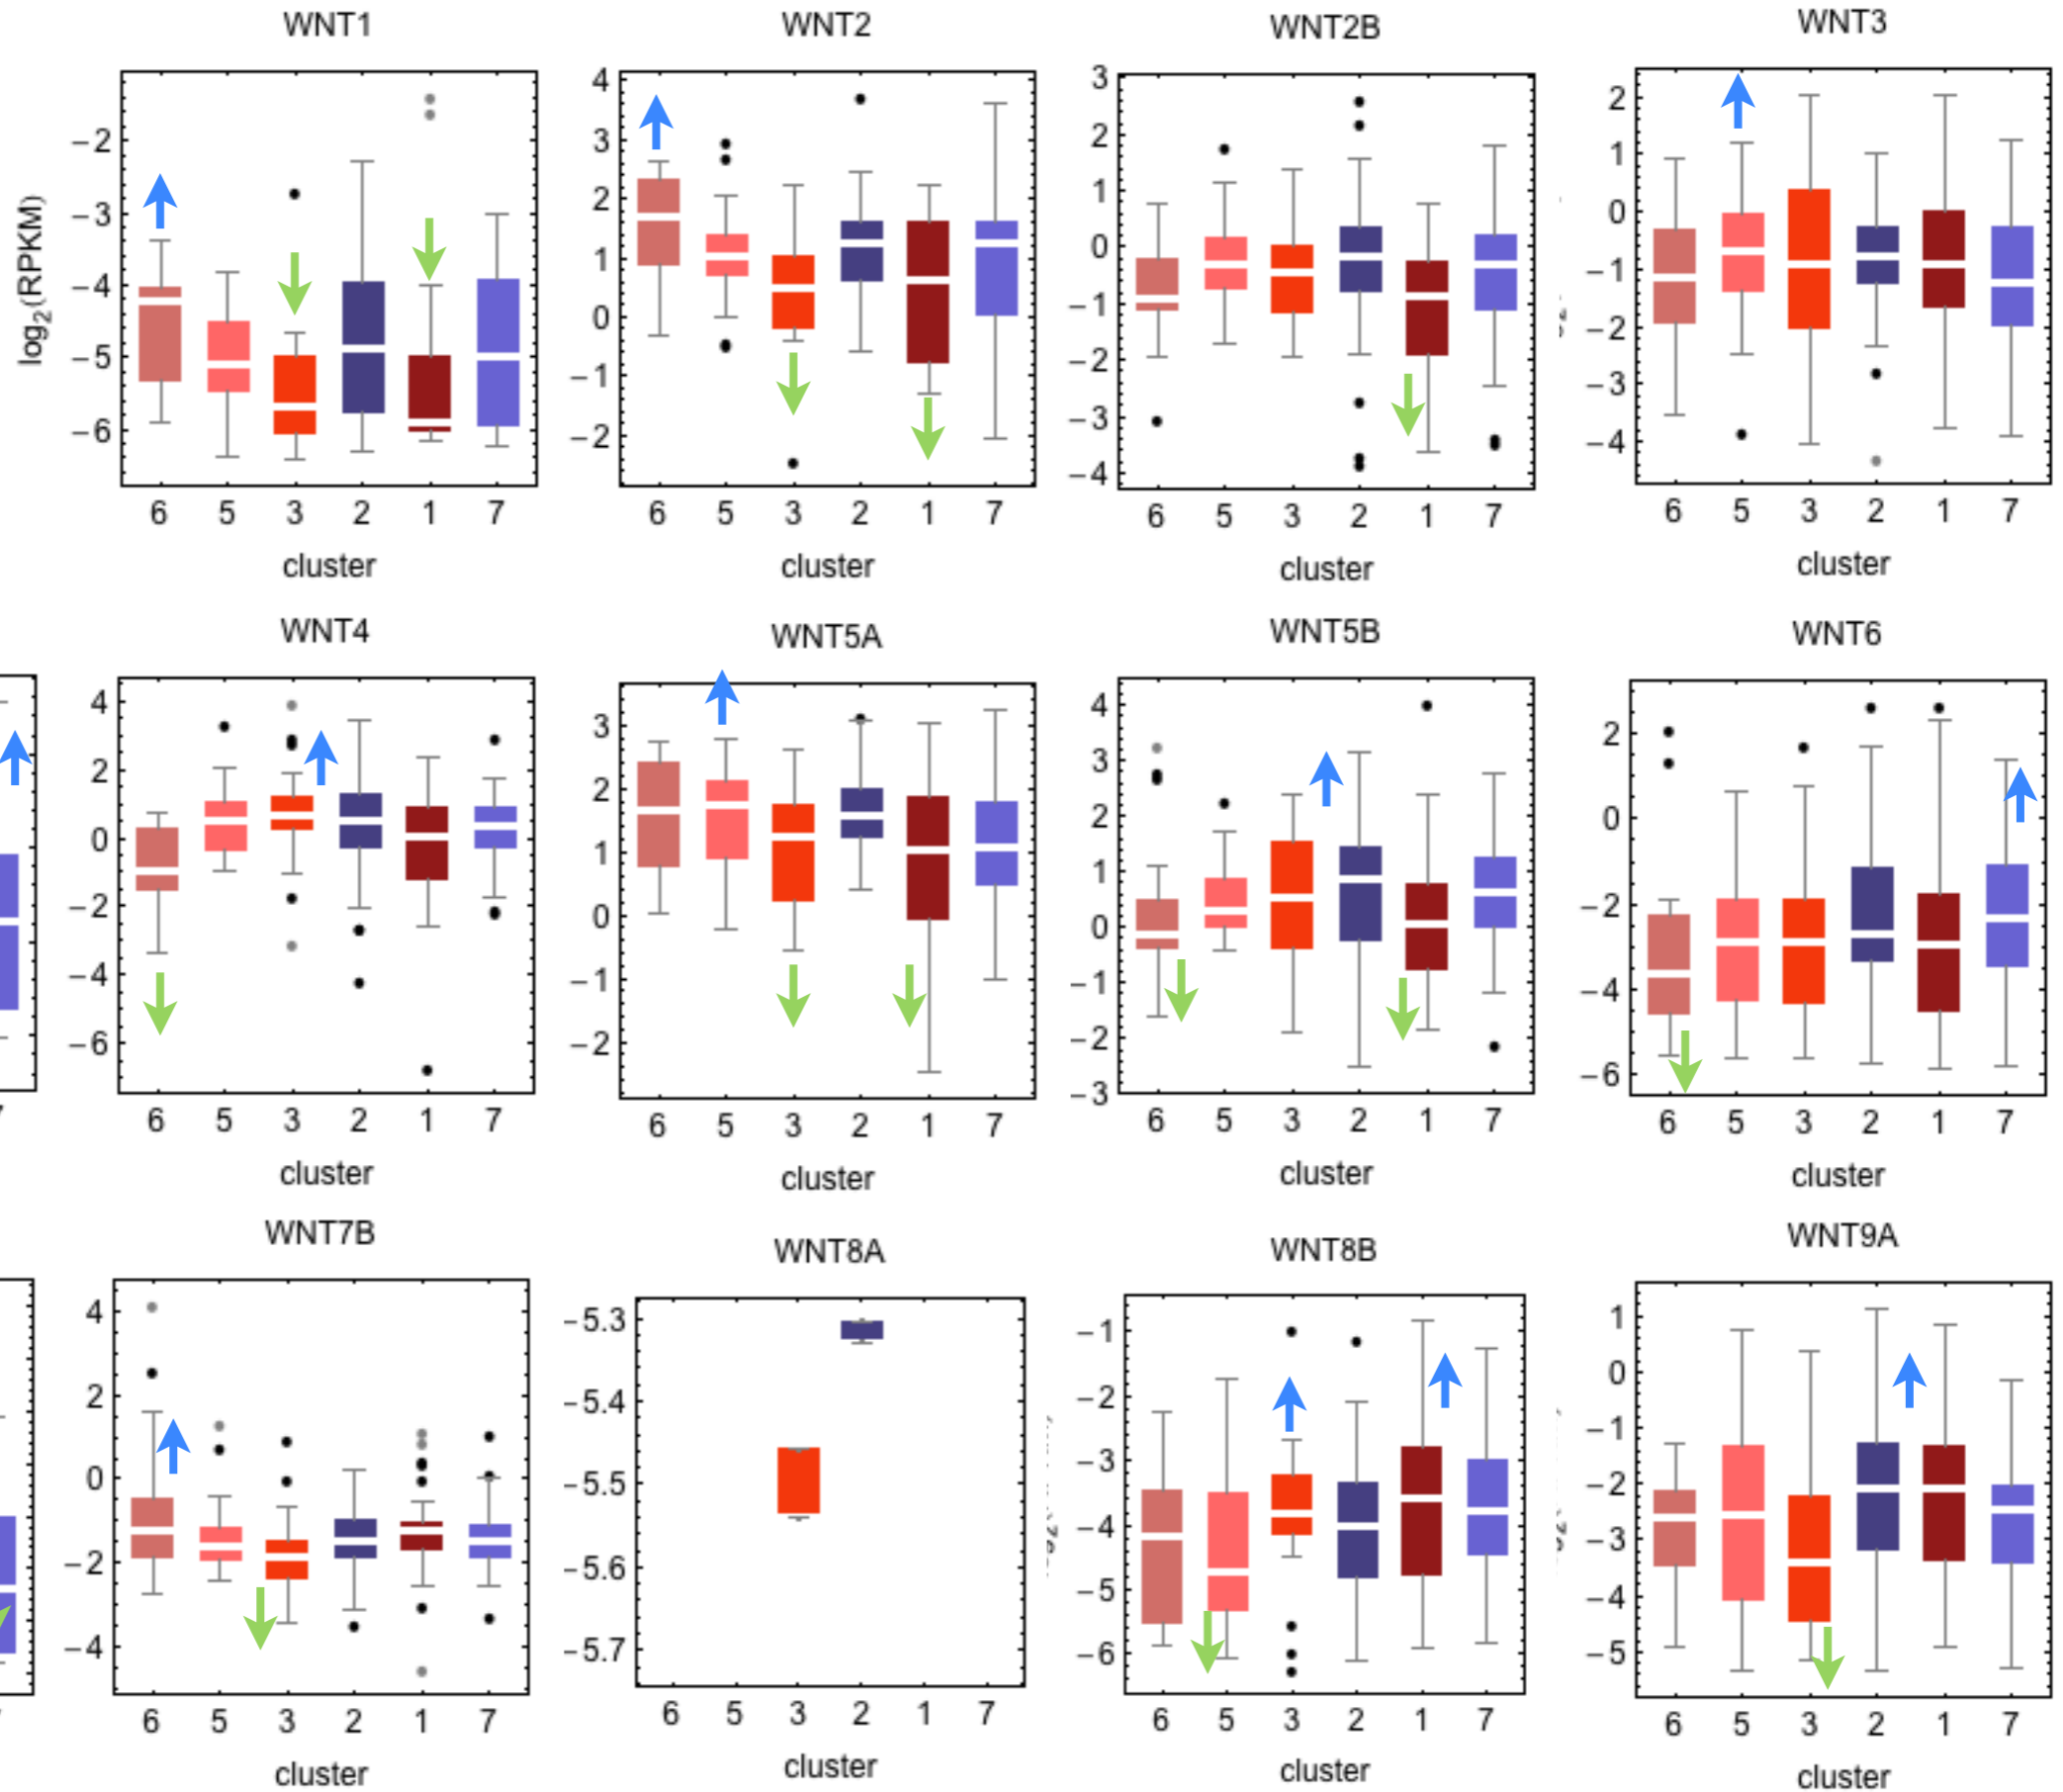 WNT1 WNT2 WNT2B WNT3
log2(RPKM)
−2
−3
−4
−5
−6
6 5 3 2 1 7
cluster
4
3
2
1
0
−1
−2
6 5 3 2 1 7
cluster
3
2
1
0
−1
−2
−3
−4
6 5 3 2 1 7
cluster
2
1
0
−1
−2
−3
−4
6 5 3 2 1 7
cluster
WNT4 WNT5A WNT5B WNT6
4
2
0
−2
−4
−6
6 5 3 2 1 7
cluster
3
2
1
0
−1
−2
6 5 3 2 1 7
cluster
4
3
2
1
0
−1
−2
−3
6 5 3 2 1 7
cluster
2
0
−2
−4
−6
6 5 3 2 1 7
cluster
WNT7B WNT8A WNT8B WNT9A
4
2
0
−2
−4
6 5 3 2 1 7
cluster
−5.3
−5.4
−5.5
−5.6
−5.7
6 5 3 2 1 7
cluster
−1
−2
−3
−4
−5
−6
6 5 3 2 1 7
cluster
1
0
−1
−2
−3
−4
−5
6 5 3 2 1 7
cluster